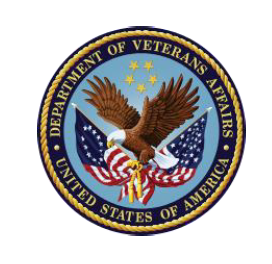 DEPARTMENT OF VETERANS AFFAIRS
UNITED STATES OF AMERICA